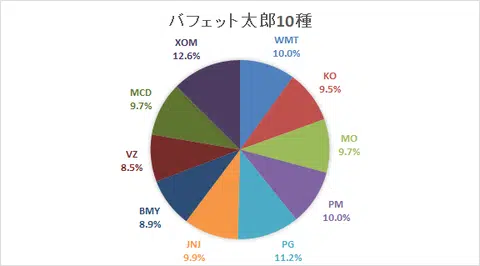 バフェット太郎10種
WMT
10.0%
KO
9.5%
MO
9.7%
PM
10.0%
PG
11.2%
JNJ
9.9%
BMY
8.9%
VZ
8.5%
MCD
9.7%
XOM
12.6%